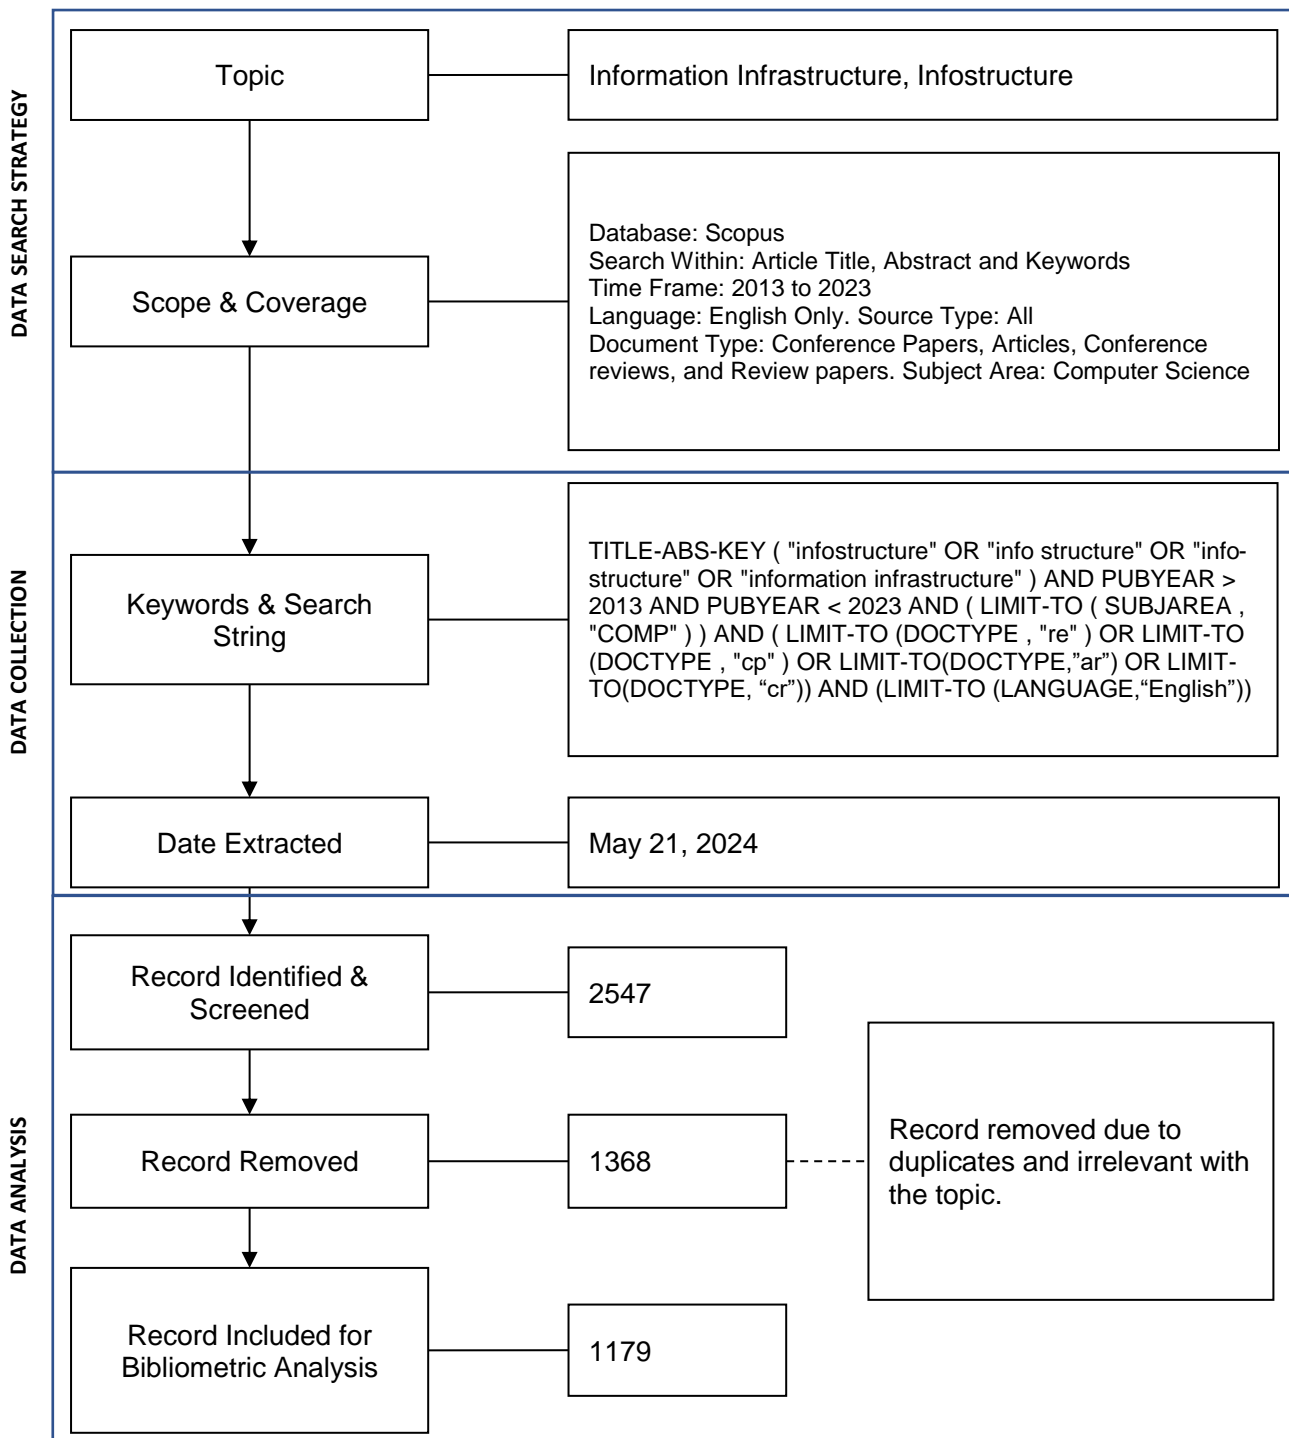 DATA SEARCH STRATEGY
Topic
Information Infrastructure, Infostructure
Scope & Coverage
Database: Scopus
Search Within: Article Title, Abstract and Keywords
Time Frame: 2013 to 2023
Language: English Only. Source Type: All
Document Type: Conference Papers, Articles, Conference
reviews, and Review papers. Subject Area: Computer Science
DATA COLLECTION
Keywords & Search
String
TITLE-ABS-KEY ( "infostructure" OR "info structure" OR "info-
structure" OR "information infrastructure" ) AND PUBYEAR >
2013 AND PUBYEAR < 2023 AND ( LIMIT-TO ( SUBJAREA ,
"COMP" ) ) AND ( LIMIT-TO (DOCTYPE , "re" ) OR LIMIT-TO
(DOCTYPE , "cp" ) OR LIMIT-TO(DOCTYPE,”ar”) OR LIMIT-
TO(DOCTYPE, “cr”)) AND (LIMIT-TO (LANGUAGE,“English”))
Date Extracted
May 21, 2024
DATA ANALYSIS
Record Identified &
Screened
2547
Record Removed
1368
Record removed due to
duplicates and irrelevant with
the topic.
Record Included for
Bibliometric Analysis
1179